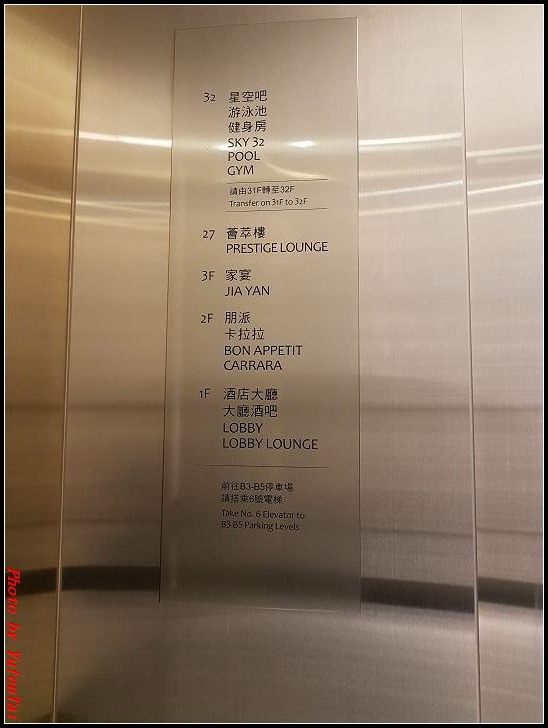 32 星空吧
游泳池
健身房
SKY 32
POOL
GYM
請由31F轉至32F
Transfer on 31F to 32F
27 薈萃樓
PRESTIGE LOUNGE
3F 家宴
JIA YAN
2F 朋派
卡拉拉
BON APPETIT
CARRARA
1F 酒店大廳
大廳酒吧
LOBBY
LOBBY LOUNGE
前往B3-B5停車場
請搭乘6號電梯
Take No. 6 Elevator to
B3-B5 Parking Levels
Photo by YutenTai